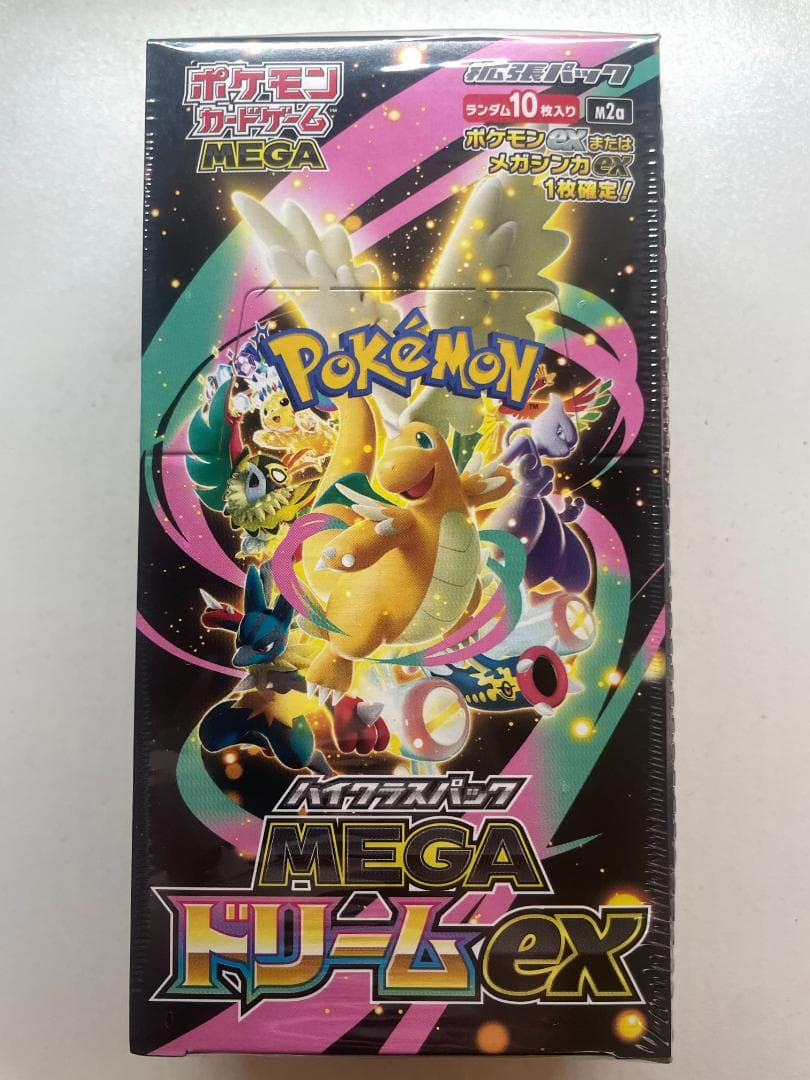 ポケモン
カードゲーム
MEGA
拡張パック
ランダム10枚入り M2a
ポケモンexまたは
メガシンカex
1枚確定!
POKÉMON
TM
ハイクラスパック
MEGA
ドリームex